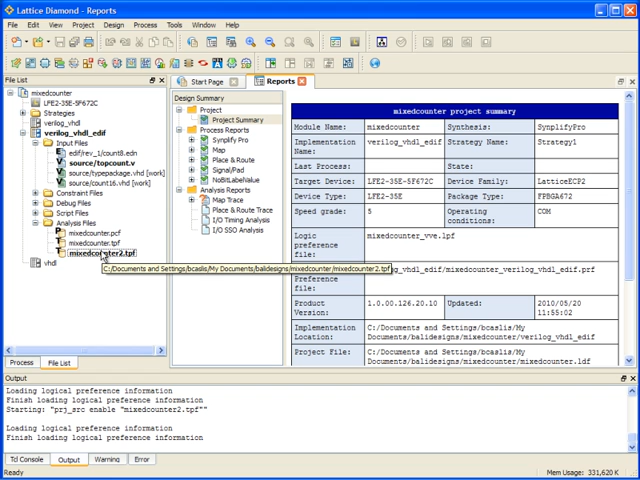 Lattice Diamond - Reports
File Edit View Project Design Process Tools Window Help
File List
Start Page
Reports
mixedcounter
LFE2-35E-5F672C
Strategies
verilog_vhdl
verilog_vhdl_edif
Input Files
edif/rev_1/count8.edn
source/topcount.v
source/typepackage.vhd [work]
source/count16.vhd [work]
Constraint Files
Debug Files
Script Files
Analysis Files
mixedcounter.pcf
mixedcounter.tpf
mixedcounter2.tpf
vhdl
C:/Documents and Settings/bcaslis/My Documents/balidesigns/mixedcounter/mixedcounter2.tpf
Process
File List
Design Summary
Project
Project Summary
Process Reports
Synplify Pro
Map
Place & Route
Signal/Pad
NoBitLabelValue
Analysis Reports
Map Trace
Place & Route Trace
I/O Timing Analysis
I/O SSO Analysis
mixedcounter project summary
Module Name: mixedcounter Synthesis: SynplifyPro
Implementation Name: verilog_vhdl_edif Strategy Name: Strategy1
Last Process: State:
Target Device: LFE2-35E-5F672C Device Family: LatticeECP2
Device Type: LFE2-35E Package Type: FPBGA672
Speed grade: 5 Operating conditions: COM
Logic preference file: mixedcounter_vve.lpf
Preference file: verilog_edif/mixedcounter_verilog_vhdl_edif.prf
Product Version: 1.0.00.126.20.10 Updated: 2010/05/20 11:55:02
Implementation Location: C:/Documents and Settings/bcaslis/My Documents/balidesigns/mixedcounter/verilog_vhdl_edif
Project File: C:/Documents and Settings/bcaslis/My Documents/balidesigns/mixedcounter/mixedcounter.ldf
Output
Loading logical preference information
Finish loading logical preference information
Starting: "prj_src enable "mixedcounter2.tpf""
Loading logical preference information
Finish loading logical preference information
Tcl Console
Output
Warning
Error
Ready
Mem Usage: 331,620 K